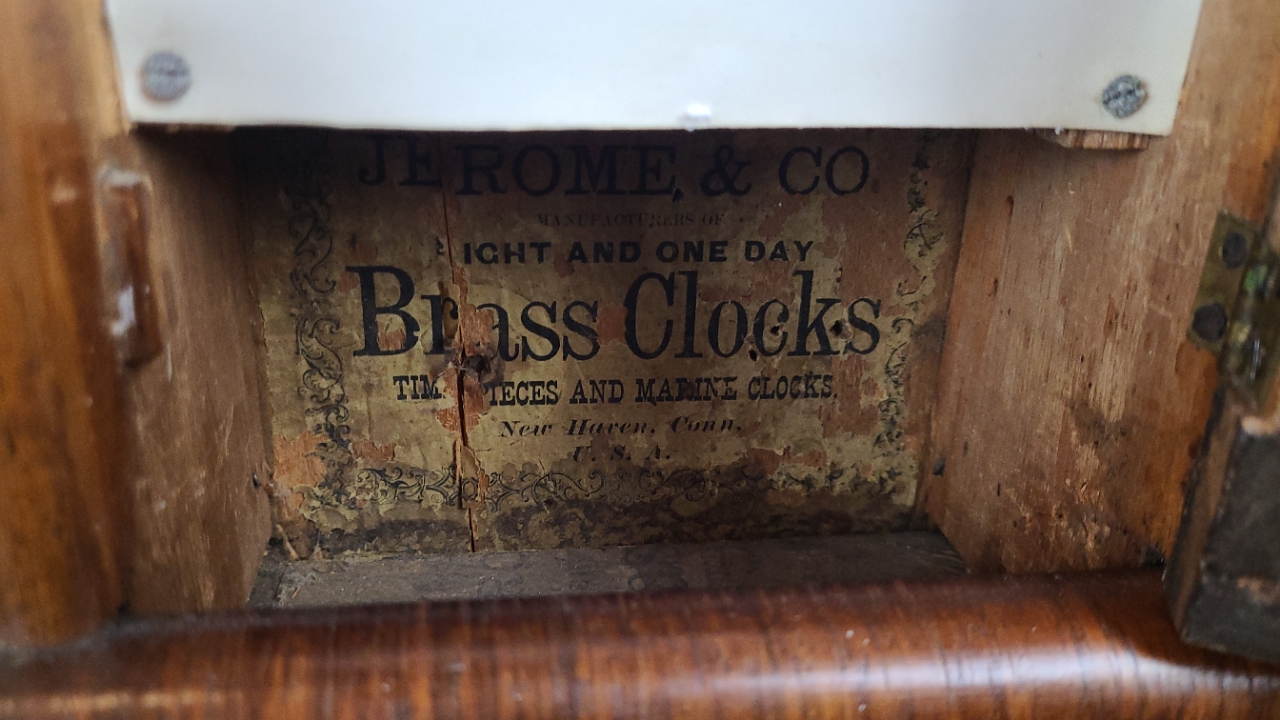 JEROME, & CO
MANUFACTURERS OF
IGHT AND ONE DAY
Brass Clocks
TIMEPIECES AND MARINE CLOCKS.
New Haven, Conn.
U. S. A.